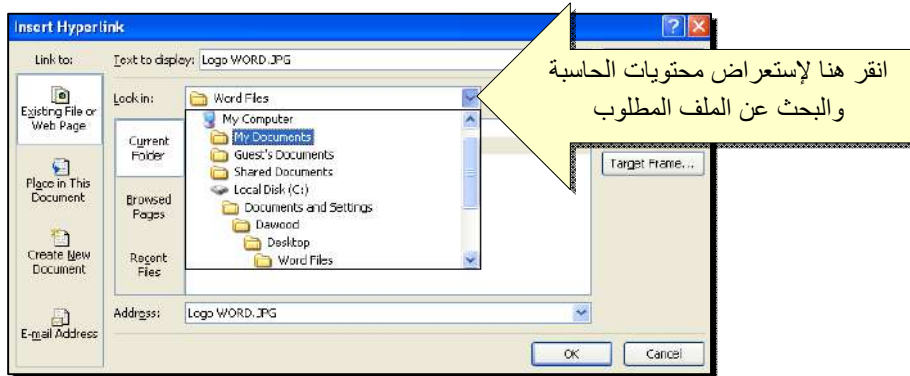 Insert Hyperlink
Link to:
Text to display: Logo WORD.JPG
انقر هنا لإستعراض محتويات الحاسبة
والبحث عن الملف المطلوب
Existing File or
Web Page
Look in: Word Files
My Computer
My Documents
Guest's Documents
Shared Documents
Local Disk (C:)
Documents and Settings
Dawood
Desktop
Word Files
Current
Folder
Browsed
Pages
Recent
Files
Target Frame...
Place in This
Document
Create New
Document
E-mail Address
Address: Logo WORD.JPG
OK
Cancel